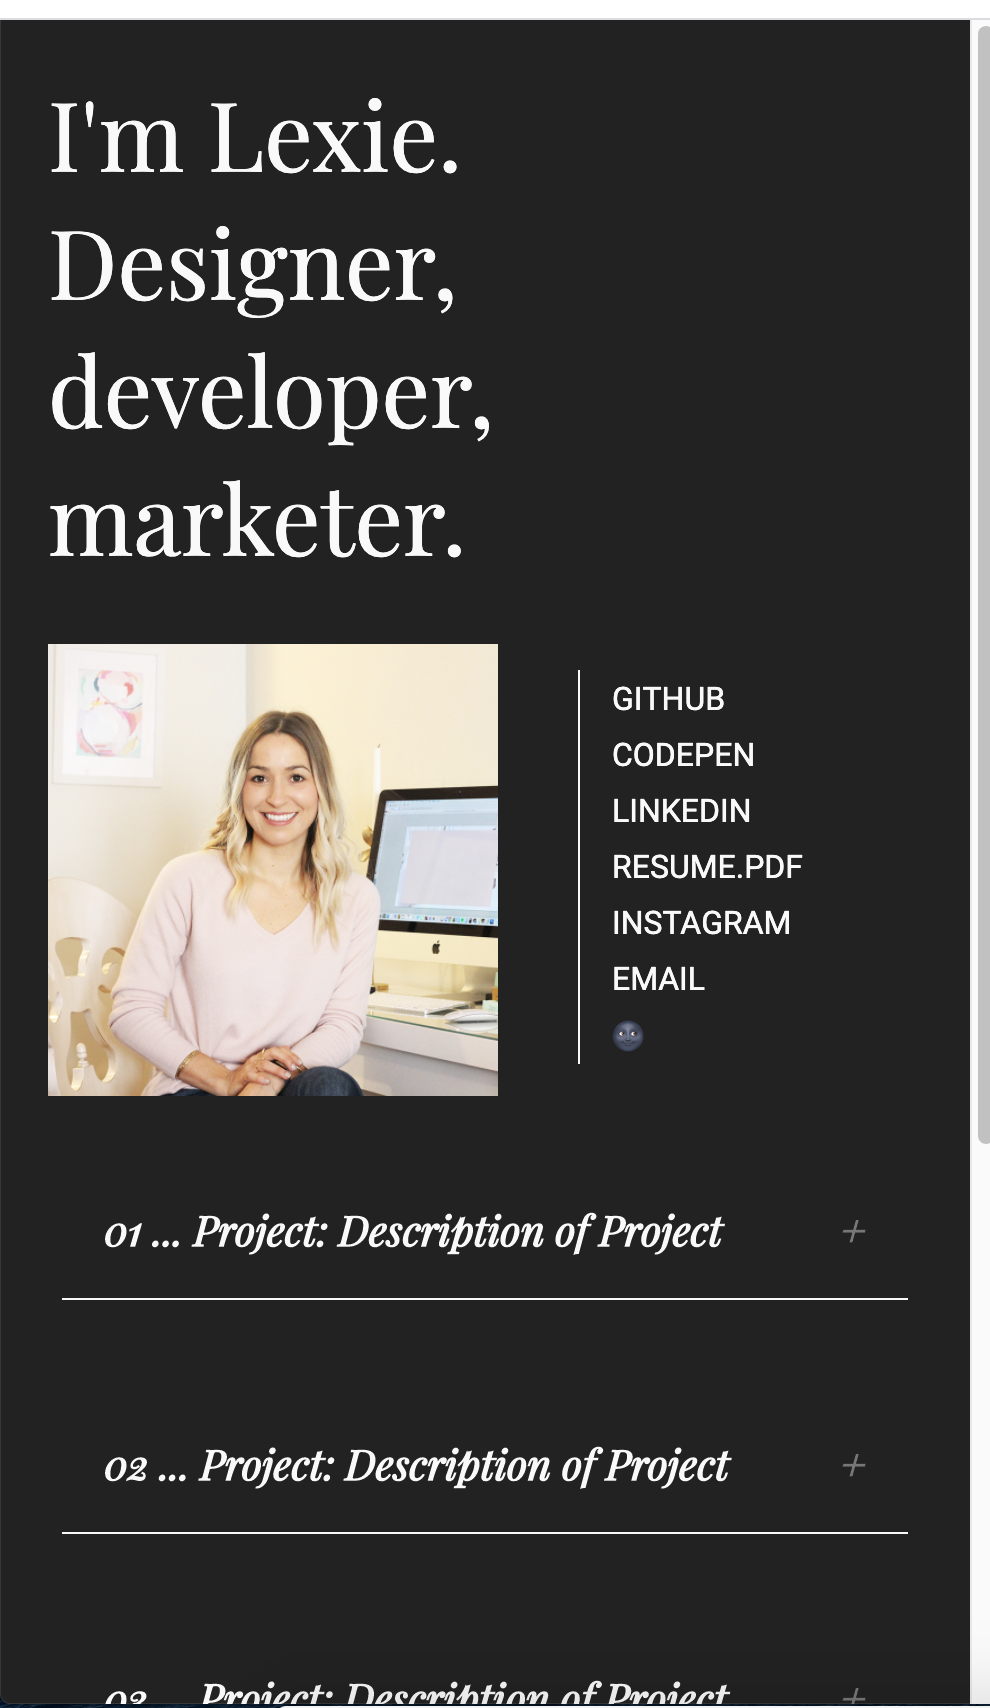 I'm Lexie.
Designer,
developer,
marketer.
GITHUB
CODEPEN
LINKEDIN
RESUME.PDF
INSTAGRAM
EMAIL
01 ... Project: Description of Project +
02 ... Project: Description of Project +
03 ... Project: Description of Project +